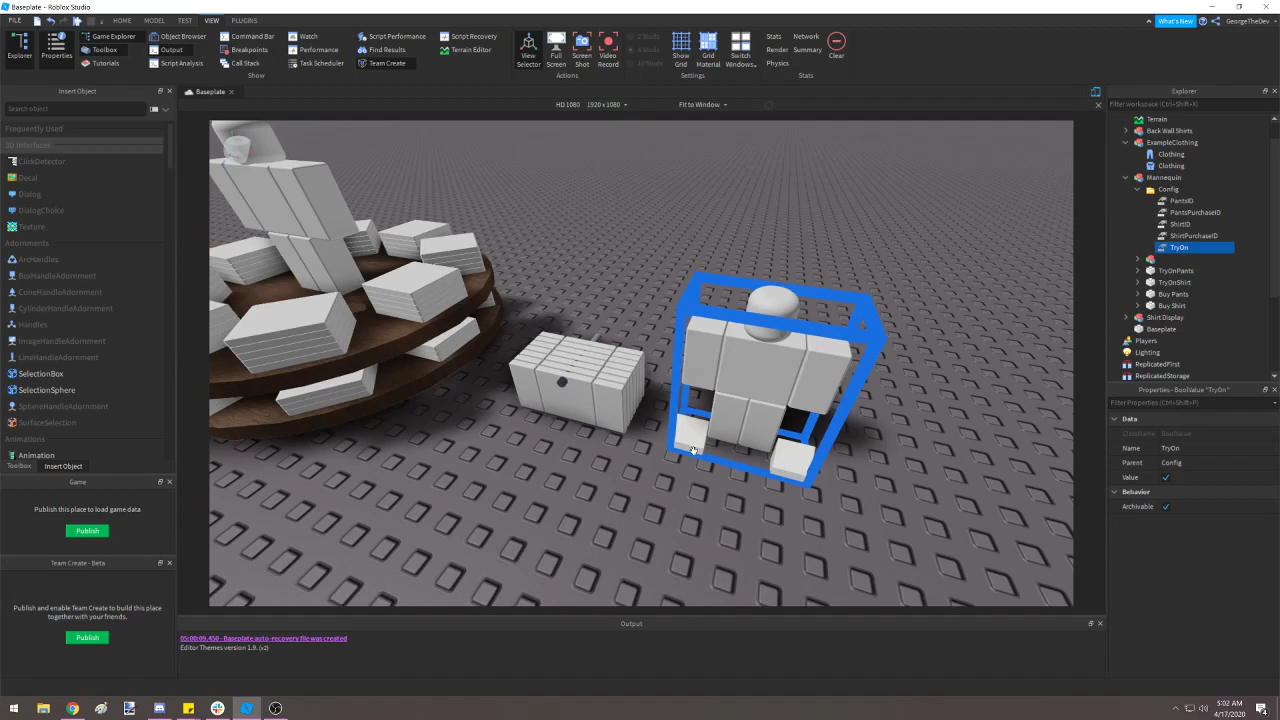 Baseplate - Roblox Studio
FILE HOME MODEL TEST VIEW PLUGINS What's New GeorgeTheDev
Explorer Properties Game Explorer Toolbox Tutorials Object Browser Output Script Analysis Command Bar Breakpoints Call Stack Watch Performance Task Scheduler Script Performance Find Results Team Create Script Recovery Terrain Editor
Show
View Selector Full Screen Screen Shot Video Record 2 Studs 4 Studs 16 Studs
Actions
Show Grid Grid Material Switch Windows
Settings
Stats Network Render Summary Physics Clear
Stats
Insert Object
Search object
Frequently Used
3D Interfaces
ClickDetector
Decal
Dialog
DialogChoice
Texture
Adornments
ArcHandles
BoxHandleAdornment
ConeHandleAdornment
CylinderHandleAdornment
Handles
ImageHandleAdornment
LineHandleAdornment
SelectionBox
SelectionSphere
SphereHandleAdornment
SurfaceSelection
Animations
Animation
Toolbox Insert Object
Game
Publish this place to load game data
Publish
Team Create - Beta
Publish and enable Team Create to build this place
together with your friends.
Publish
Baseplate
HD 1080 1920 x 1080 Fit to Window
Output
05:00:09.450 - Baseplate auto-recovery file was created
Editor Themes version 1.9. (v2)
Explorer
Filter workspace (Ctrl+Shift+X)
Terrain
Back Wall Shirts
ExampleClothing
Clothing
Clothing
Mannequin
Config
PantsID
PantsPurchaseID
ShirtID
ShirtPurchaseID
TryOn
TryOnPants
TryOnShirt
Buy Pants
Buy Shirt
Shirt Display
Baseplate
Players
Lighting
ReplicatedFirst
ReplicatedStorage
Properties - BoolValue "TryOn"
Filter Properties (Ctrl+Shift+P)
Data
ClassName BoolValue
Name TryOn
Parent Config
Value
Behavior
Archivable
5:02 AM
4/17/2020